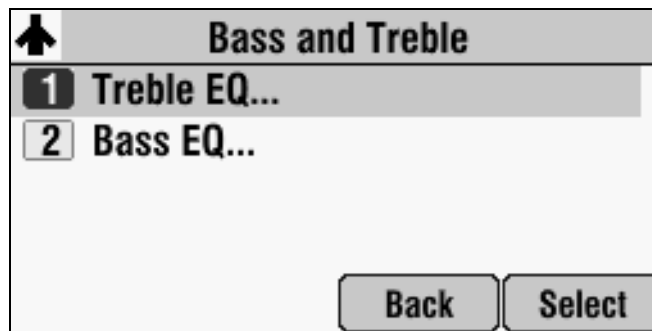 Bass and Treble
1 Treble EQ...
2 Bass EQ...
Back Select